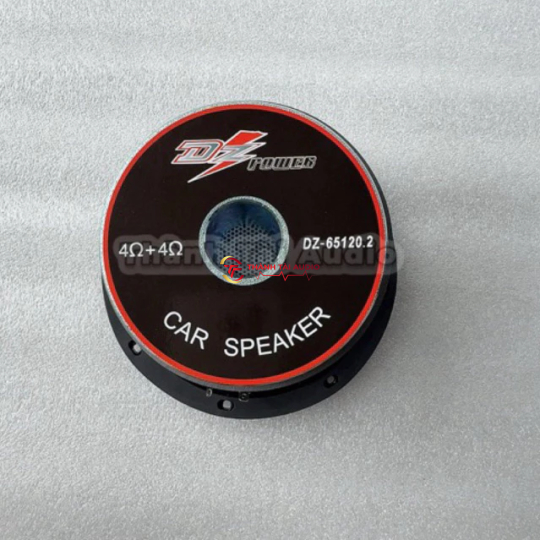 DZ POWER
4Ω+4Ω
DZ-65120.2
CAR SPEAKER